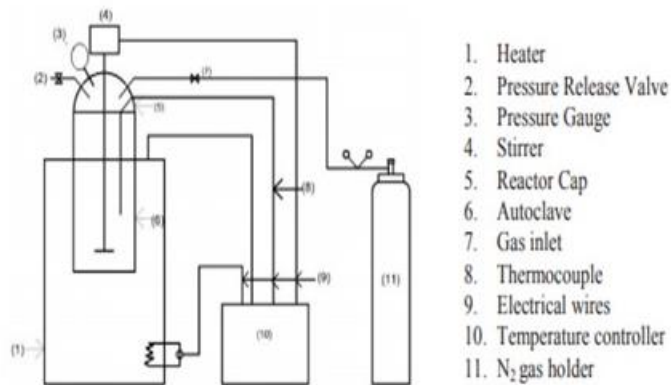 (4)
(3)
(2)
(7)
(5)
(8)
(6)
(9)
(11)
(10)
(1)
1. Heater
2. Pressure Release Valve
3. Pressure Gauge
4. Stirrer
5. Reactor Cap
6. Autoclave
7. Gas inlet
8. Thermocouple
9. Electrical wires
10. Temperature controller
11. N₂ gas holder